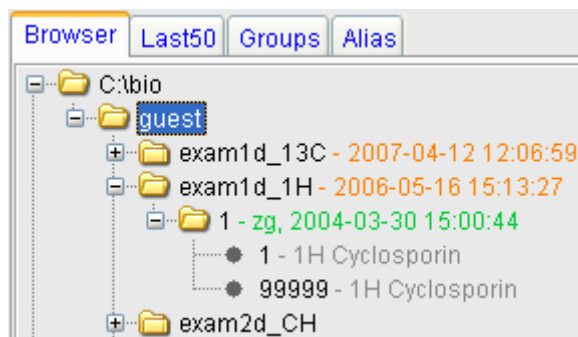 Browser Last50 Groups Alias
C:\bio
guest
exam1d_13C - 2007-04-12 12:06:59
exam1d_1H - 2006-05-16 15:13:27
1 - zg, 2004-03-30 15:00:44
1 - 1H Cyclosporin
99999 - 1H Cyclosporin
exam2d_CH